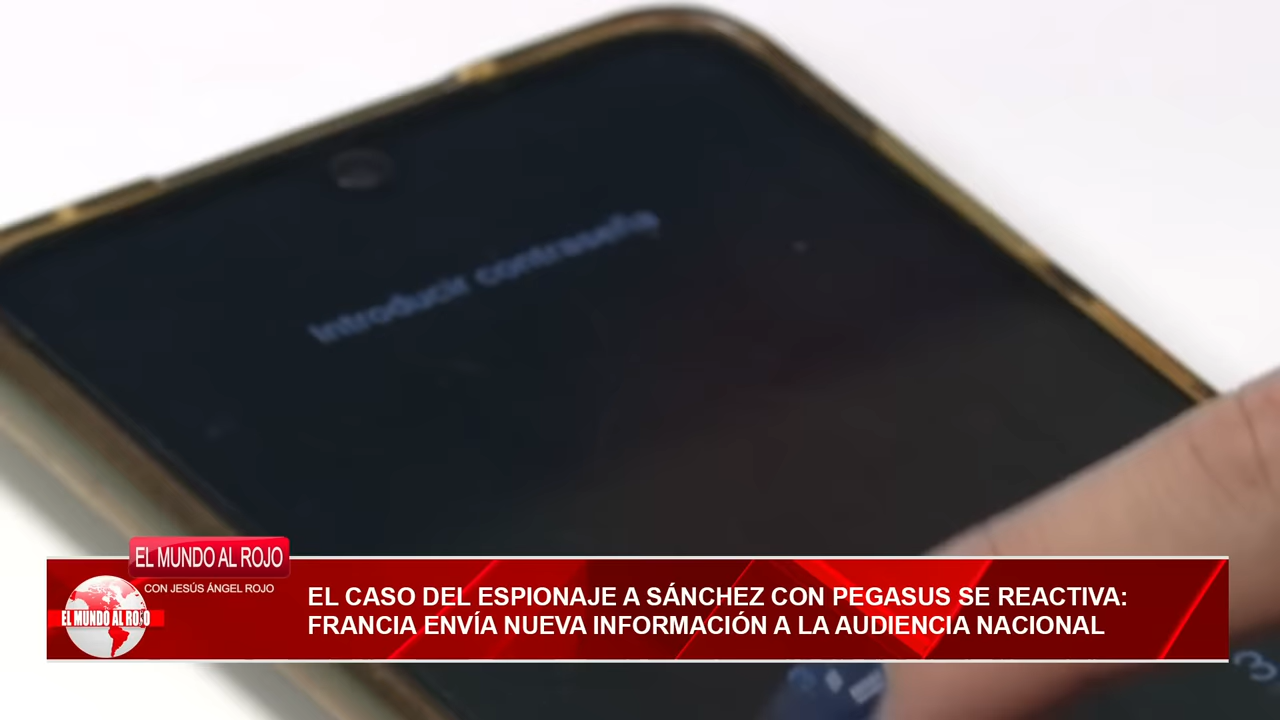 Introducir contraseña
EL MUNDO AL ROJO
CON JESÚS ÁNGEL ROJO
EL MUNDO AL ROJO
EL CASO DEL ESPIONAJE A SÁNCHEZ CON PEGASUS SE REACTIVA:
FRANCIA ENVÍA NUEVA INFORMACIÓN A LA AUDIENCIA NACIONAL
3